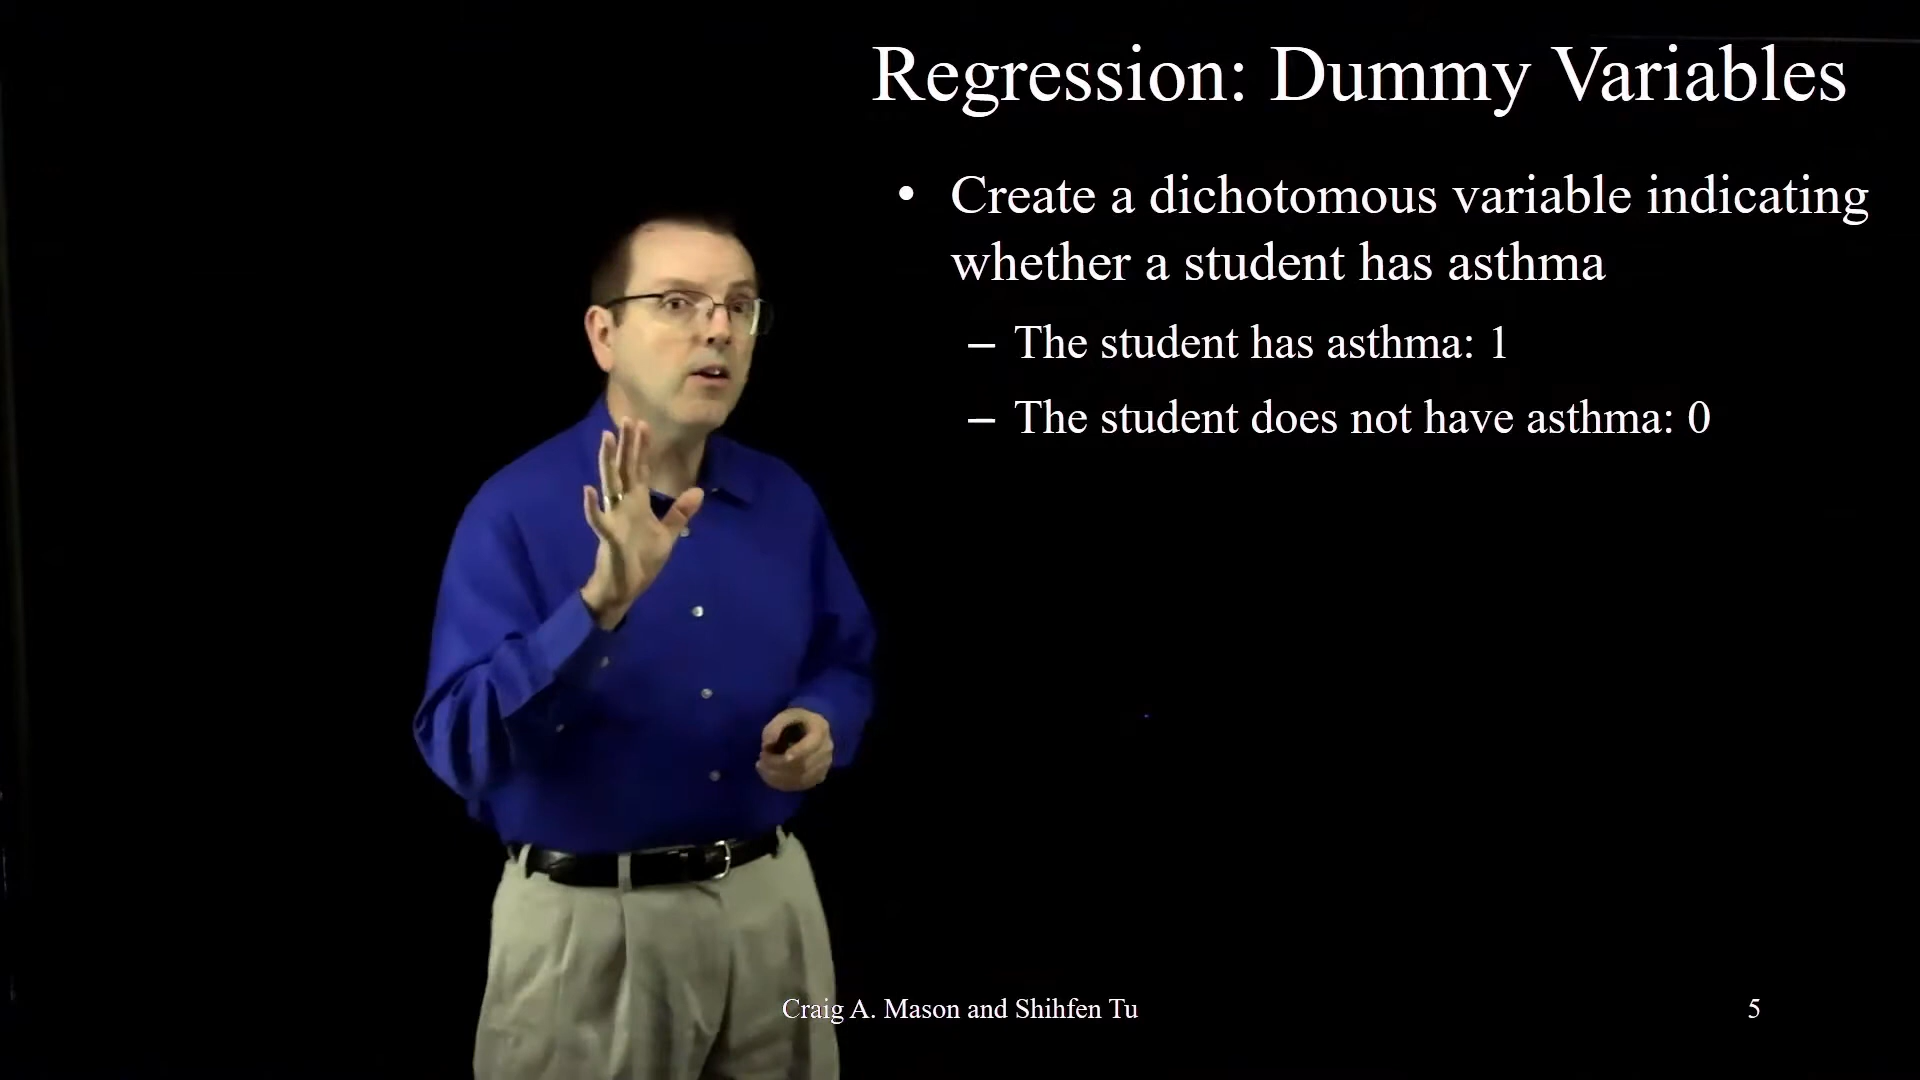 Regression: Dummy Variables
• Create a dichotomous variable indicating
whether a student has asthma
– The student has asthma: 1
– The student does not have asthma: 0
Craig A. Mason and Shihfen Tu
5